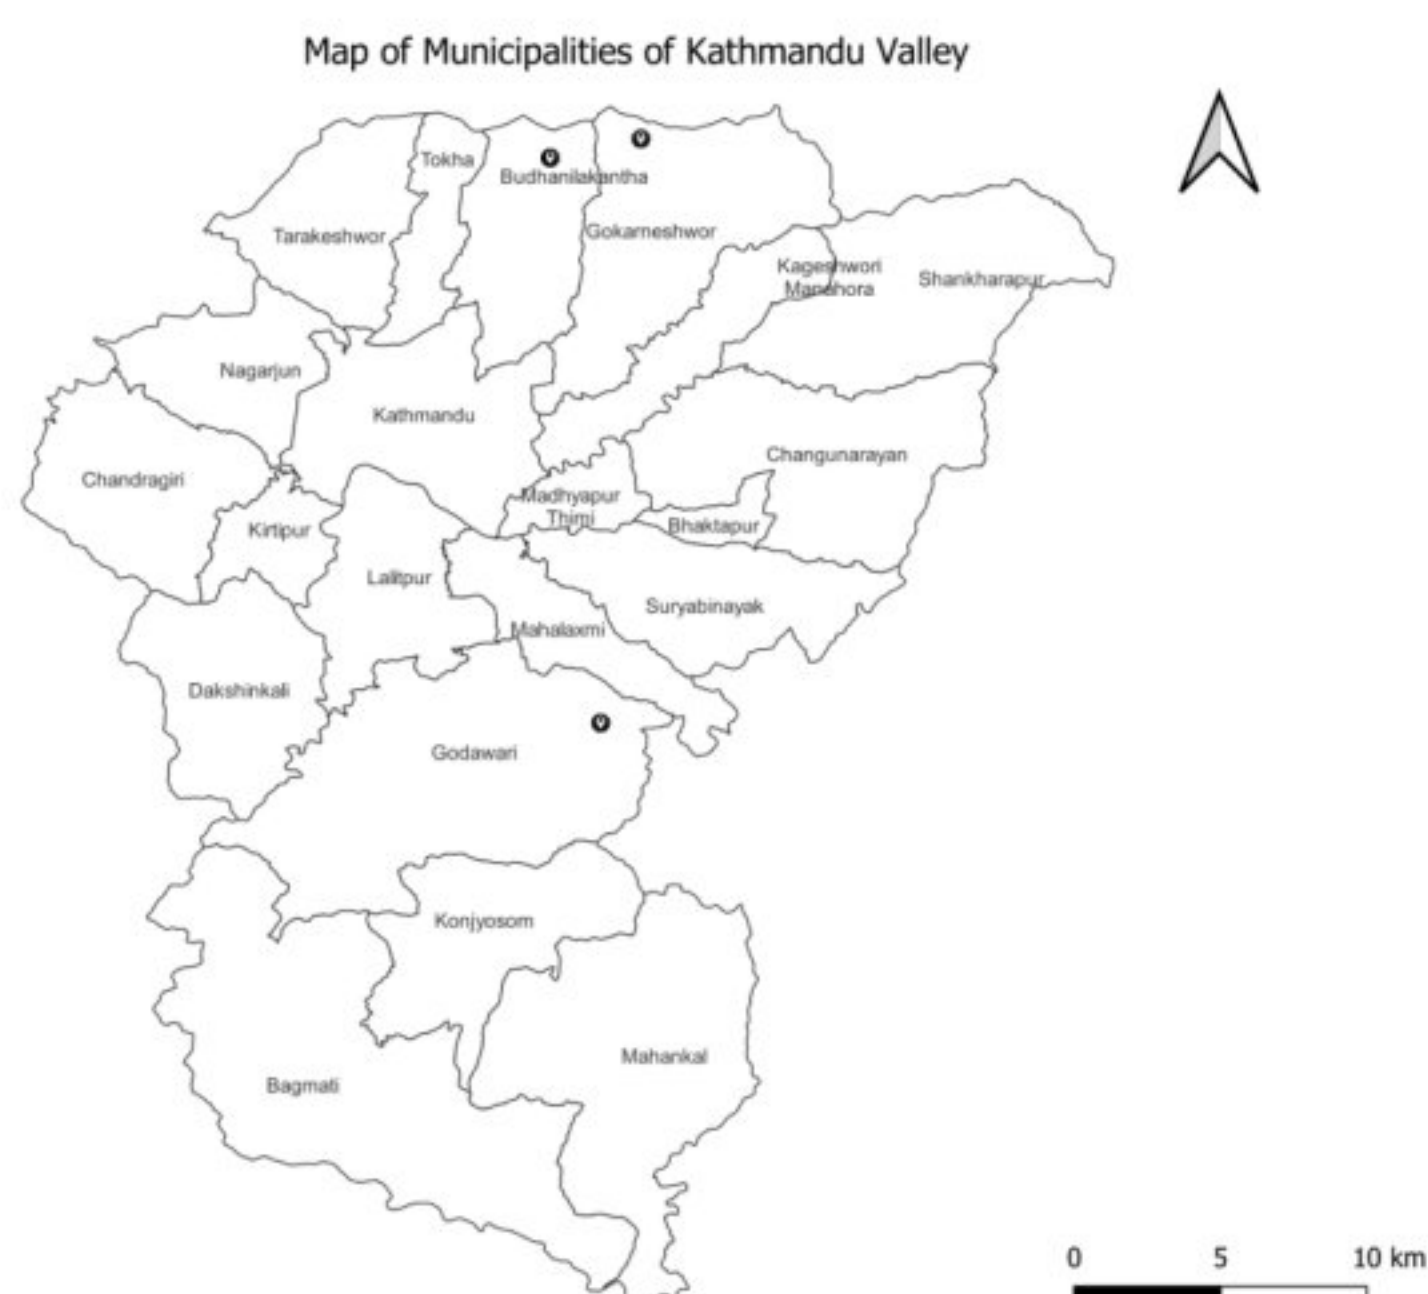 Map of Municipalities of Kathmandu Valley
Tokha
Budhanilakantha
Tarakeshwor
Gokarneshwor
Kageshwori
Manahora
Shankharapur
Nagarjun
Kathmandu
Changunarayan
Chandragiri
Madhyapur
Thimi
Bhaktapur
Kirtipur
Lalitpur
Suryabinayak
Mahalaxmi
Dakshinkali
Godawari
Konjyosom
Mahankal
Bagmati
0 5 10 km